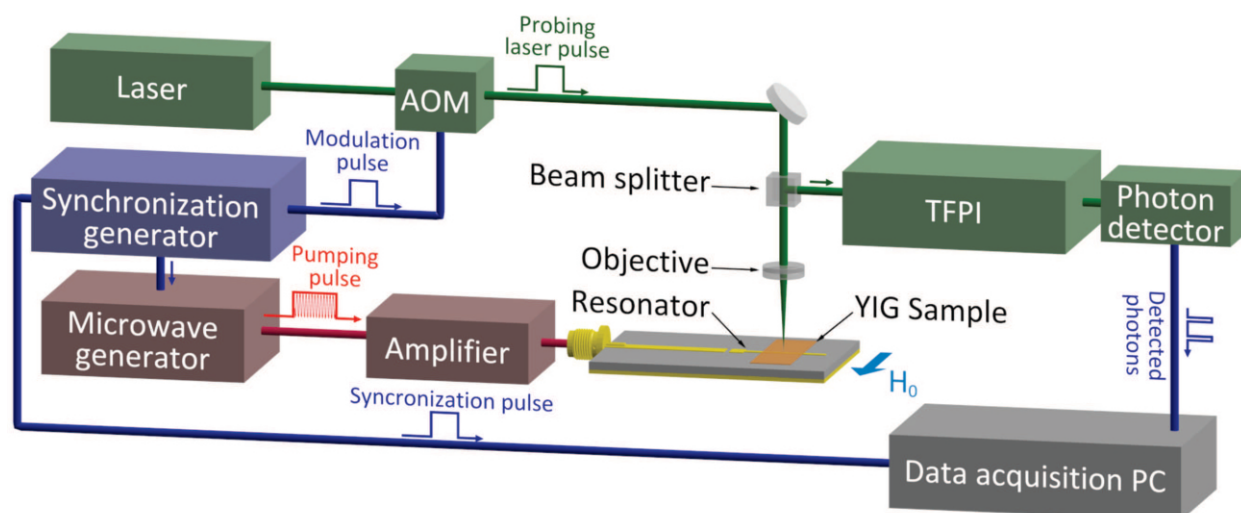 Probing
laser pulse
Laser
AOM
Modulation
pulse
Beam splitter
TFPI
Photon
detector
Synchronization
generator
Pumping
pulse
Objective
Resonator
YIG Sample
Detected
photons
Microwave
generator
Amplifier
H₀
Syncronization pulse
Data acquisition PC